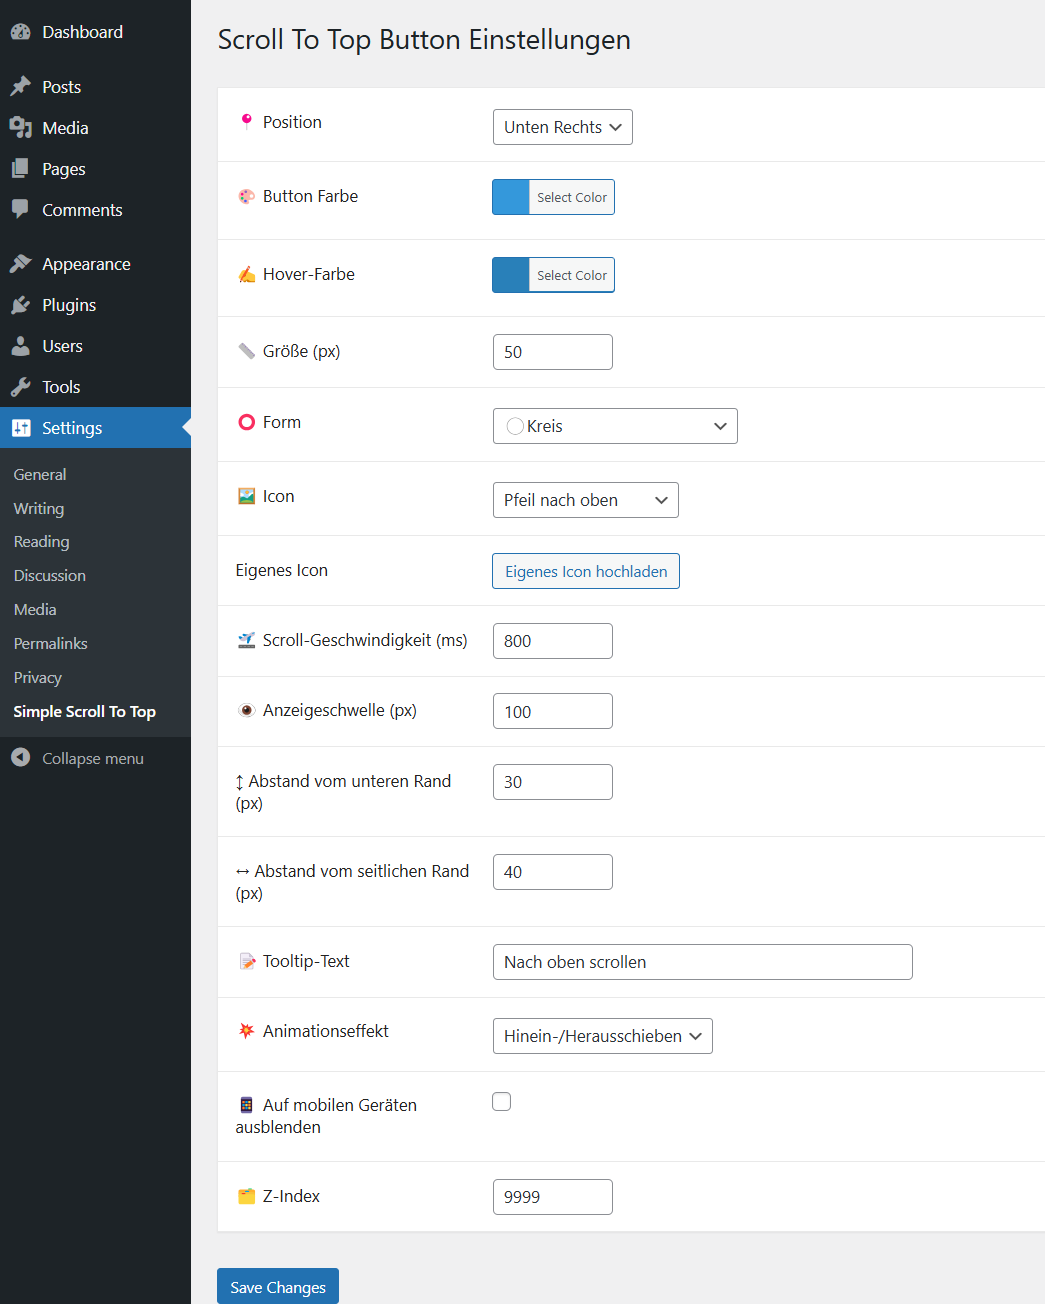 Dashboard
Posts
Media
Pages
Comments
Appearance
Plugins
Users
Tools
Settings
General
Writing
Reading
Discussion
Media
Permalinks
Privacy
Simple Scroll To Top
Collapse menu
Scroll To Top Button Einstellungen
Position
Unten Rechts
Button Farbe
Select Color
Hover-Farbe
Select Color
Größe (px)
50
Form
Kreis
Icon
Pfeil nach oben
Eigenes Icon
Eigenes Icon hochladen
Scroll-Geschwindigkeit (ms)
800
Anzeigeschwelle (px)
100
↕ Abstand vom unteren Rand
(px)
30
↔ Abstand vom seitlichen Rand
(px)
40
Tooltip-Text
Nach oben scrollen
Animationseffekt
Hinein-/Herausschieben
Auf mobilen Geräten
ausblenden
Z-Index
9999
Save Changes